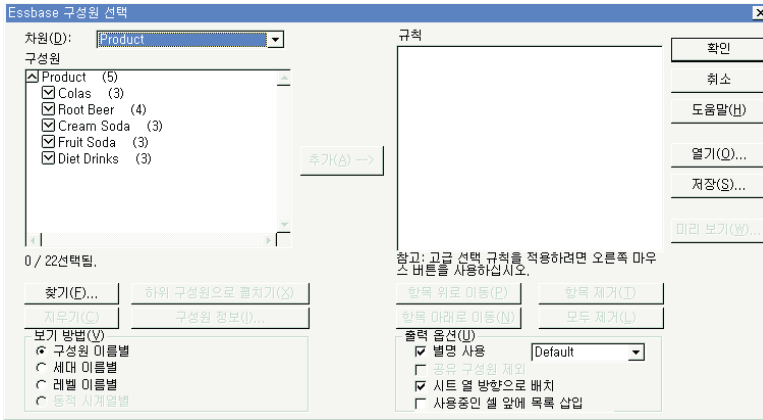 Essbase 구성원 선택
차원(D): Product
구성원
Product (5)
Colas (3)
Root Beer (4)
Cream Soda (3)
Fruit Soda (3)
Diet Drinks (3)
0 / 22선택됨.
추가(A) -->
규칙
참고: 고급 선택 규칙을 적용하려면 오른쪽 마우
스 버튼을 사용하십시오.
확인
취소
도움말(H)
열기(O)...
저장(S)...
미리 보기(W)...
찾기(F)...
하위 구성원으로 펼치기(X)
지우기(C)
구성원 정보(I)...
항목 위로 이동(P)
항목 제거(T)
항목 아래로 이동(N)
모두 제거(L)
보기 방법(V)
구성원 이름별
세대 이름별
레벨 이름별
동적 시계열별
출력 옵션(U)
별명 사용 Default
공유 구성원 제외
시트 열 방향으로 배치
사용중인 셀 앞에 목록 삽입